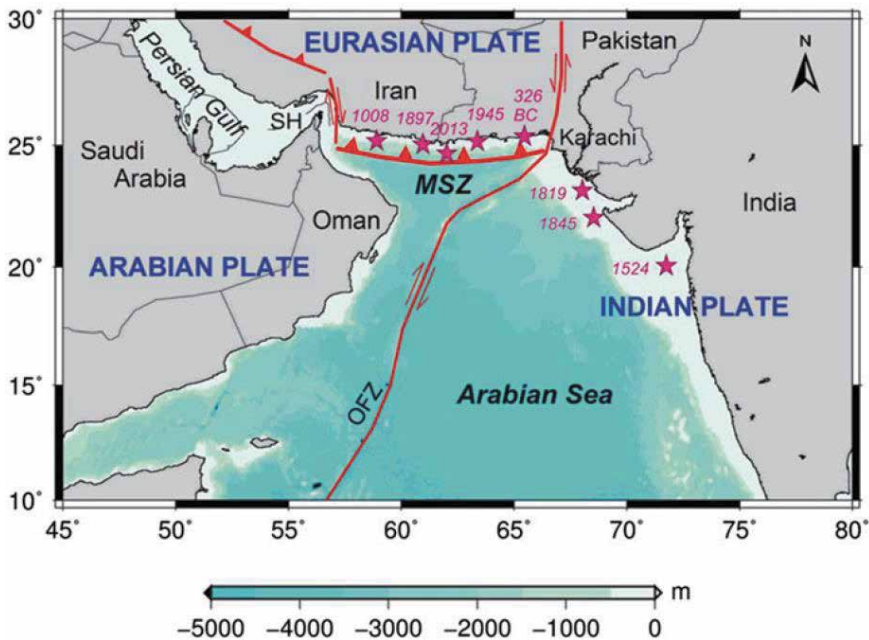 30°
EURASIAN PLATE
Pakistan
N
Persian Gulf
Iran
326
BC
1008
1897
1945
2013
SH
Karachi
25°
Saudi
Arabia
MSZ
1819
India
Oman
1845
20°
ARABIAN PLATE
1524
INDIAN PLATE
15°
OFZ
Arabian Sea
10°
45° 50° 55° 60° 65° 70° 75° 80°
m
−5000 −4000 −3000 −2000 −1000 0